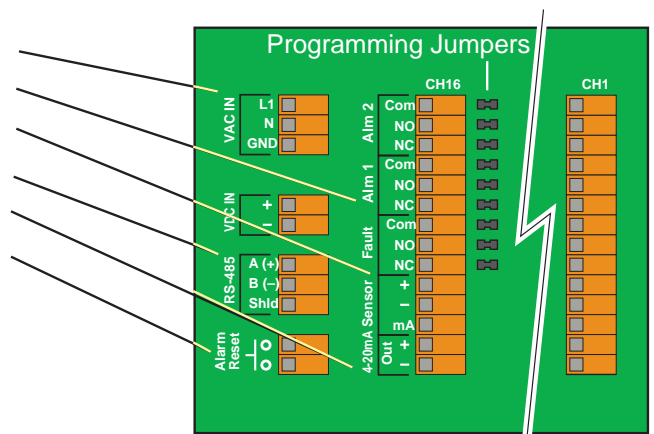 Programming Jumpers
CH16
CH1
VAC IN
L1
N
GND
VDC IN
+
–
RS-485
A (+)
B (–)
Shld
Alarm
Reset
Alm 2
Com
NO
NC
Alm 1
Com
NO
NC
Fault
Com
NO
NC
4-20mA Sensor
+
–
mA
Out
+
–